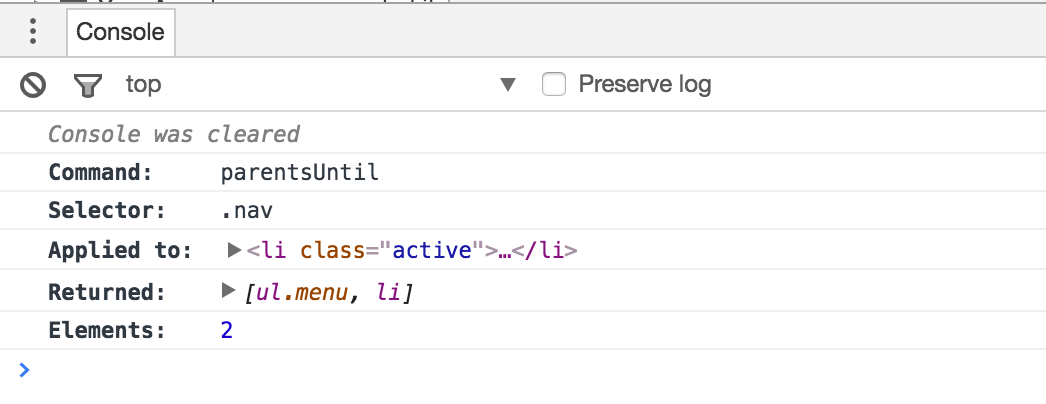 Console
top ▼ Preserve log
Console was cleared
Command: parentsUntil
Selector: .nav
Applied to: ▶<li class="active">…</li>
Returned: ▶[ul.menu, li]
Elements: 2
>